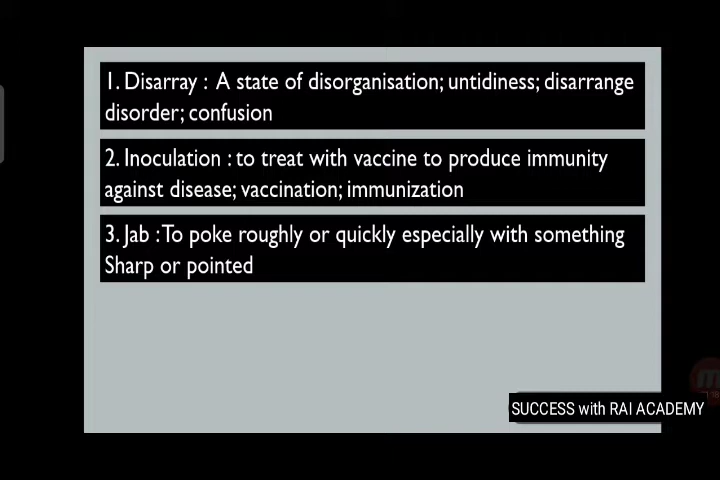 1. Disarray : A state of disorganisation; untidiness; disarrange
disorder; confusion
2. Inoculation : to treat with vaccine to produce immunity
against disease; vaccination; immunization
3. Jab : To poke roughly or quickly especially with something
Sharp or pointed
SUCCESS with RAI ACADEMY